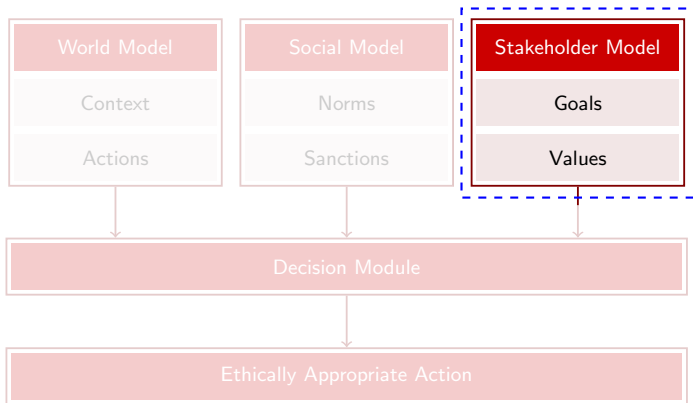 World Model
Context
Actions
Social Model
Norms
Sanctions
Stakeholder Model
Goals
Values
Decision Module
Ethically Appropriate Action